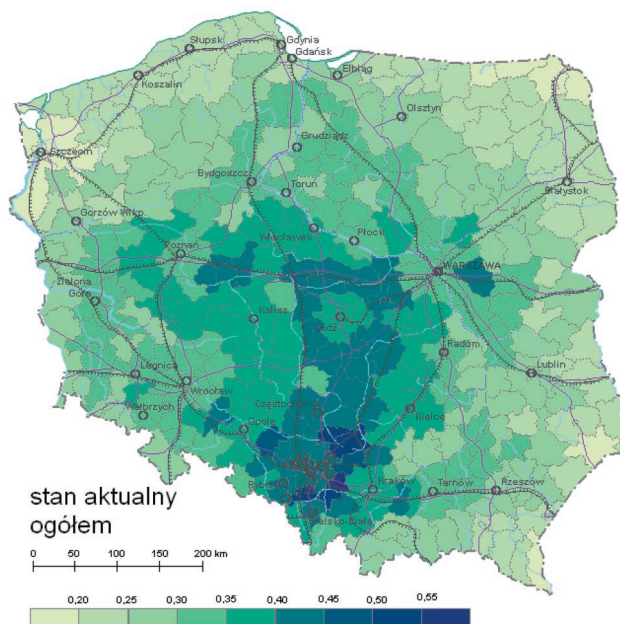 Słupsk
Gdynia
Gdańsk
Elbląg
Koszalin
Olsztyn
Grudziądz
Szczecin
Bydgoszcz
Toruń
Białystok
Gorzów Wlkp.
Włocławek
Płock
Poznań
WARSZAWA
Zielona
Góra
Kalisz
Łódź
Radom
Legnica
Lublin
Wrocław
Wałbrzych
Częstochowa
Kielce
Opole
Rybnik
Kraków
Tarnów
Rzeszów
Bielsko-Biała
stan aktualny
ogółem
0 50 100 150 200 km
0,20 0,25 0,30 0,35 0,40 0,45 0,50 0,55